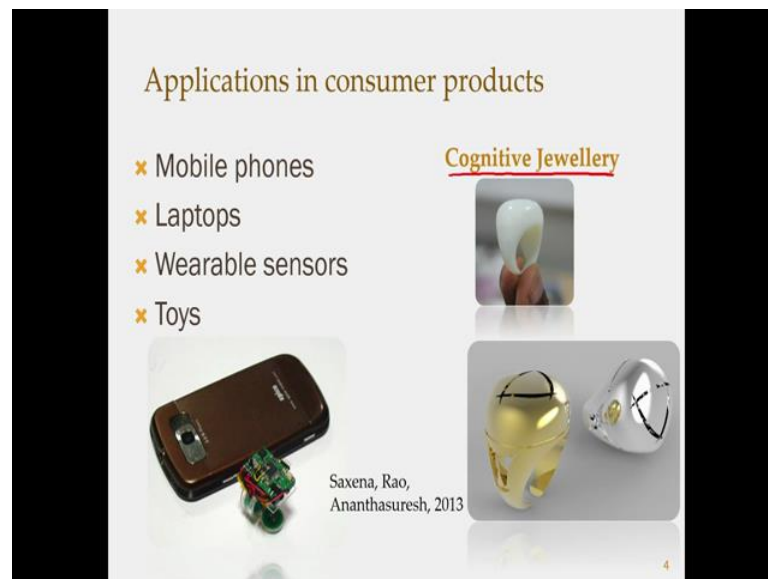 Applications in consumer products
Mobile phones
Laptops
Wearable sensors
Toys
Cognitive Jewellery
Saxena, Rao,
Ananthasuresh, 2013
4